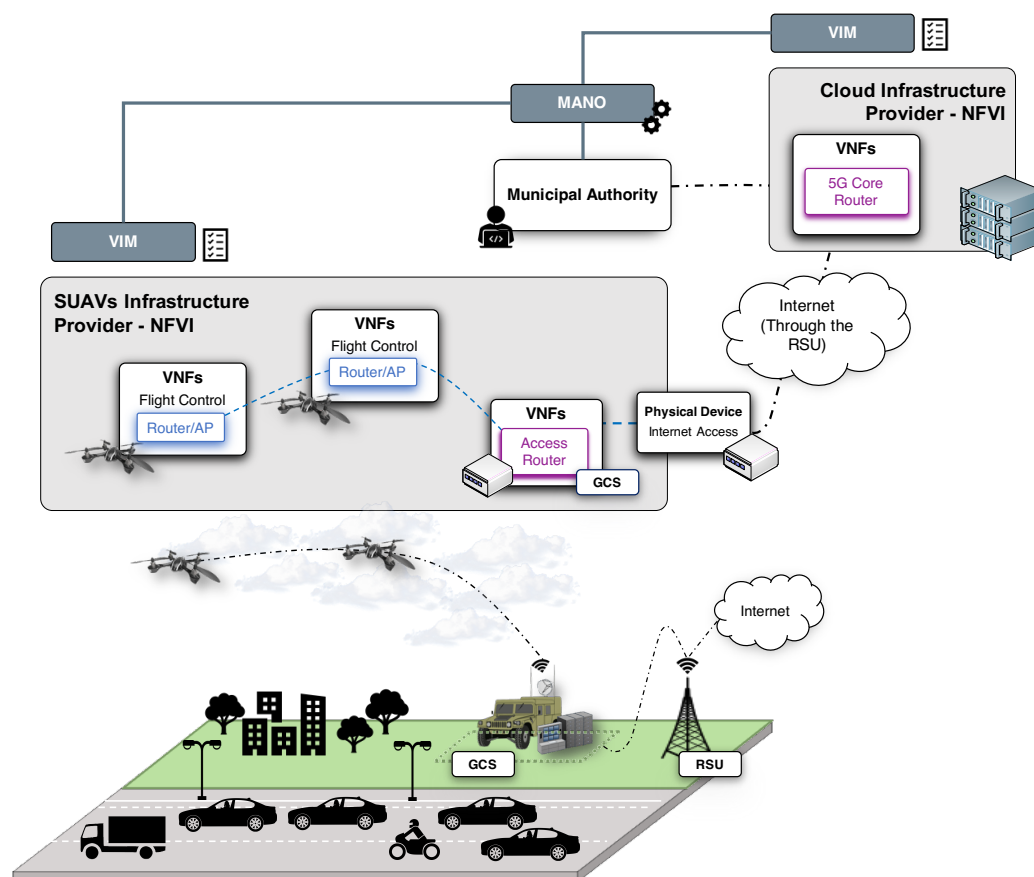 VIM
MANO
Cloud Infrastructure
Provider - NFVI
VNFs
5G Core
Router
Municipal Authority
VIM
SUAVs Infrastructure
Provider - NFVI
VNFs
Flight Control
Router/AP
VNFs
Flight Control
Router/AP
VNFs
Access
Router
GCS
Physical Device
Internet Access
Internet
(Through the
RSU)
Internet
GCS
RSU